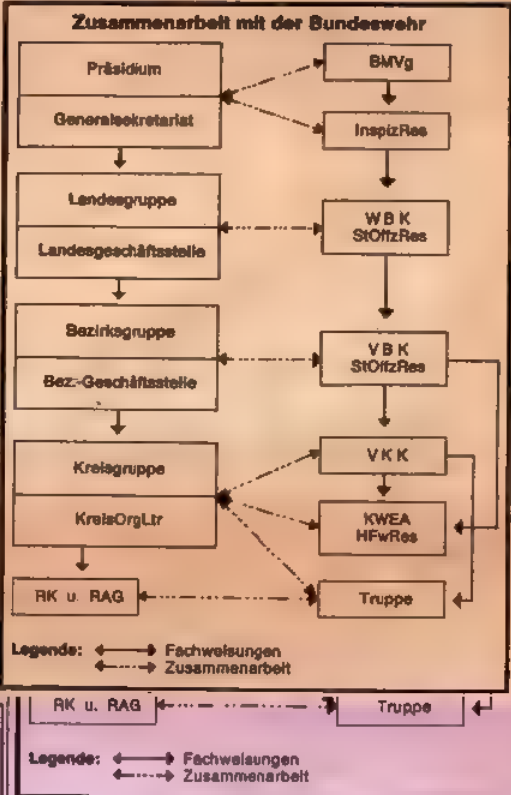 Zusammenarbeit mit der Bundeswehr
Präsidium
Generalsekretariat
BMVg
InspizRes
Landesgruppe
Landesgeschäftsstelle
W B K
StOffzRes
Bezirksgruppe
Bez.-Geschäftsstelle
V B K
StOffzRes
Kreisgruppe
KreisOrgLtr
V K K
KWEA
HFwRes
RK u. RAG
Truppe
Legende: Fachweisungen
Zusammenarbeit
RK u. RAG
Truppe
Legende: Fachweisungen
Zusammenarbeit